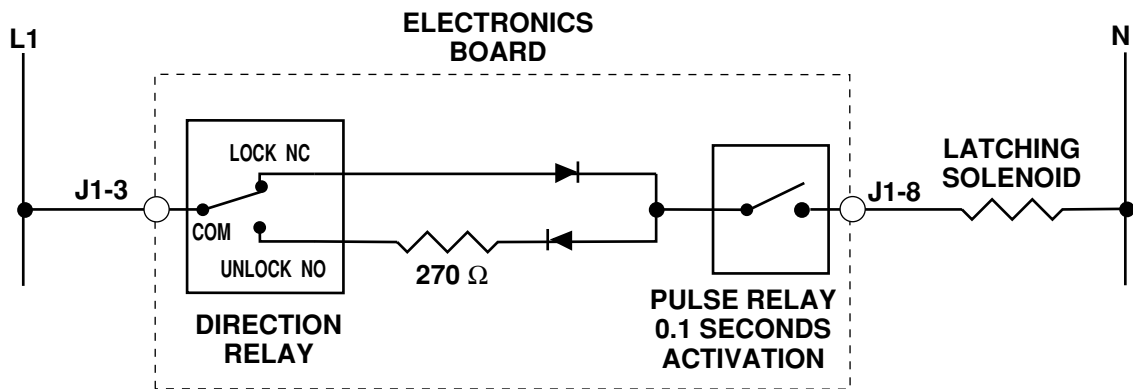 L1
ELECTRONICS
BOARD
N
LOCK NC
J1-3
COM
UNLOCK NO
270 Ω
J1-8
LATCHING
SOLENOID
DIRECTION
RELAY
PULSE RELAY
0.1 SECONDS
ACTIVATION